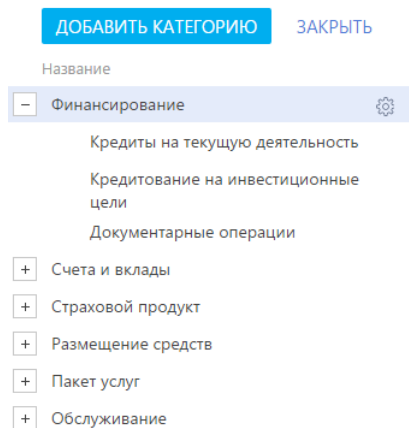 ДОБАВИТЬ КАТЕГОРИЮ ЗАКРЫТЬ
Название
Финансирование
Кредиты на текущую деятельность
Кредитование на инвестиционные
цели
Документарные операции
Счета и вклады
Страховой продукт
Размещение средств
Пакет услуг
Обслуживание